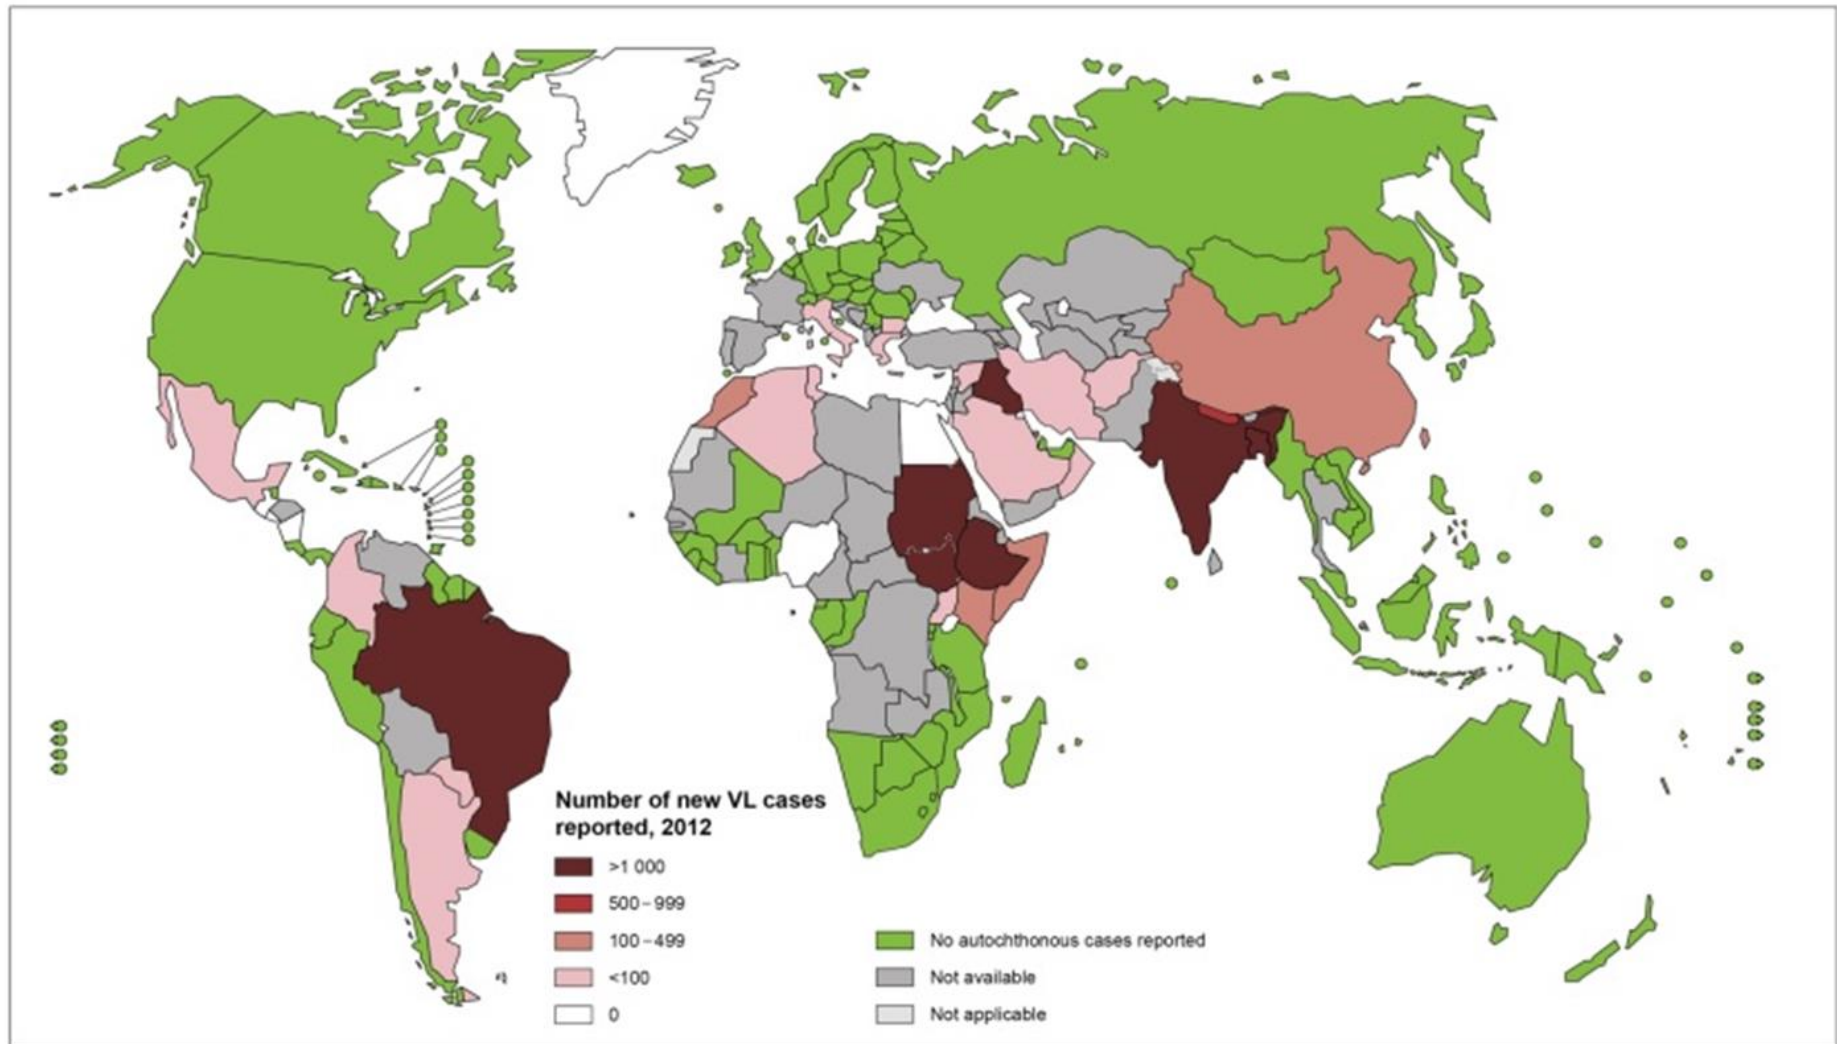 Number of new VL cases
reported, 2012
>1 000
500–999
100–499
<100
0
No autochthonous cases reported
Not available
Not applicable